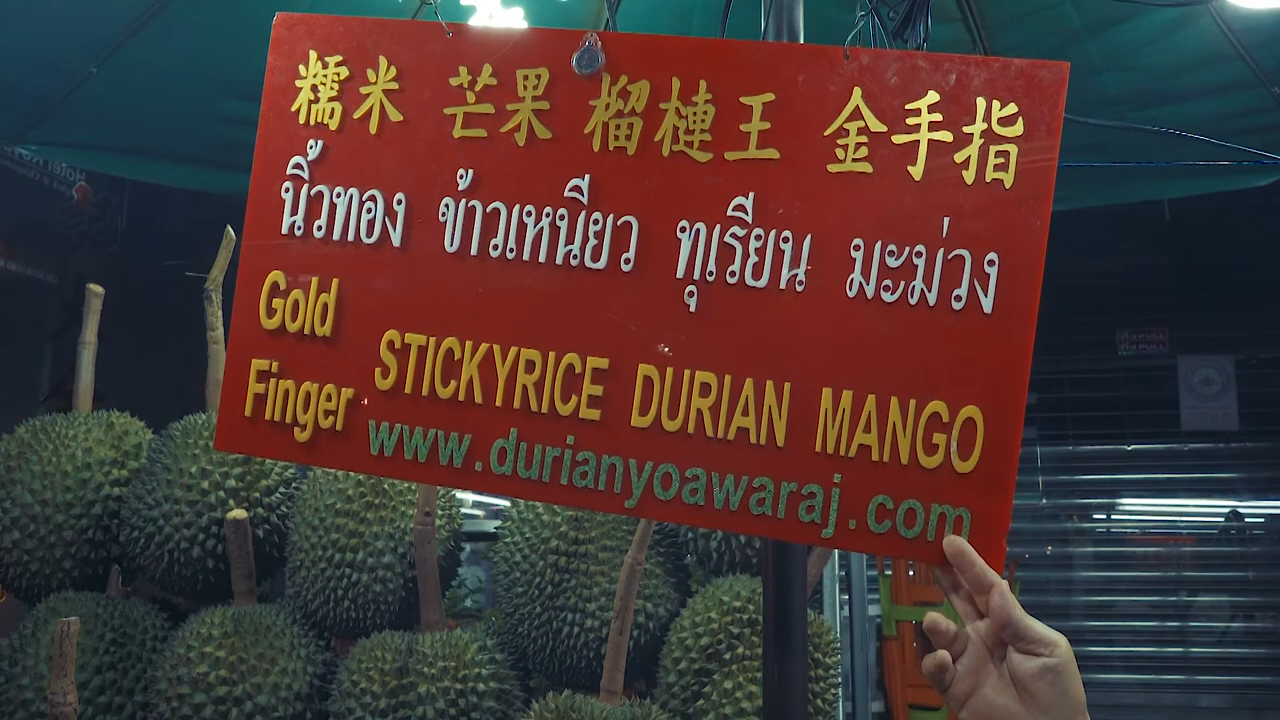 糯米 芒果 榴槤王 金手指
นิ้วทอง ข้าวเหนียว ทุเรียน มะม่วง
Gold Finger
STICKYRICE DURIAN MANGO
www.durianyoawaraj.com